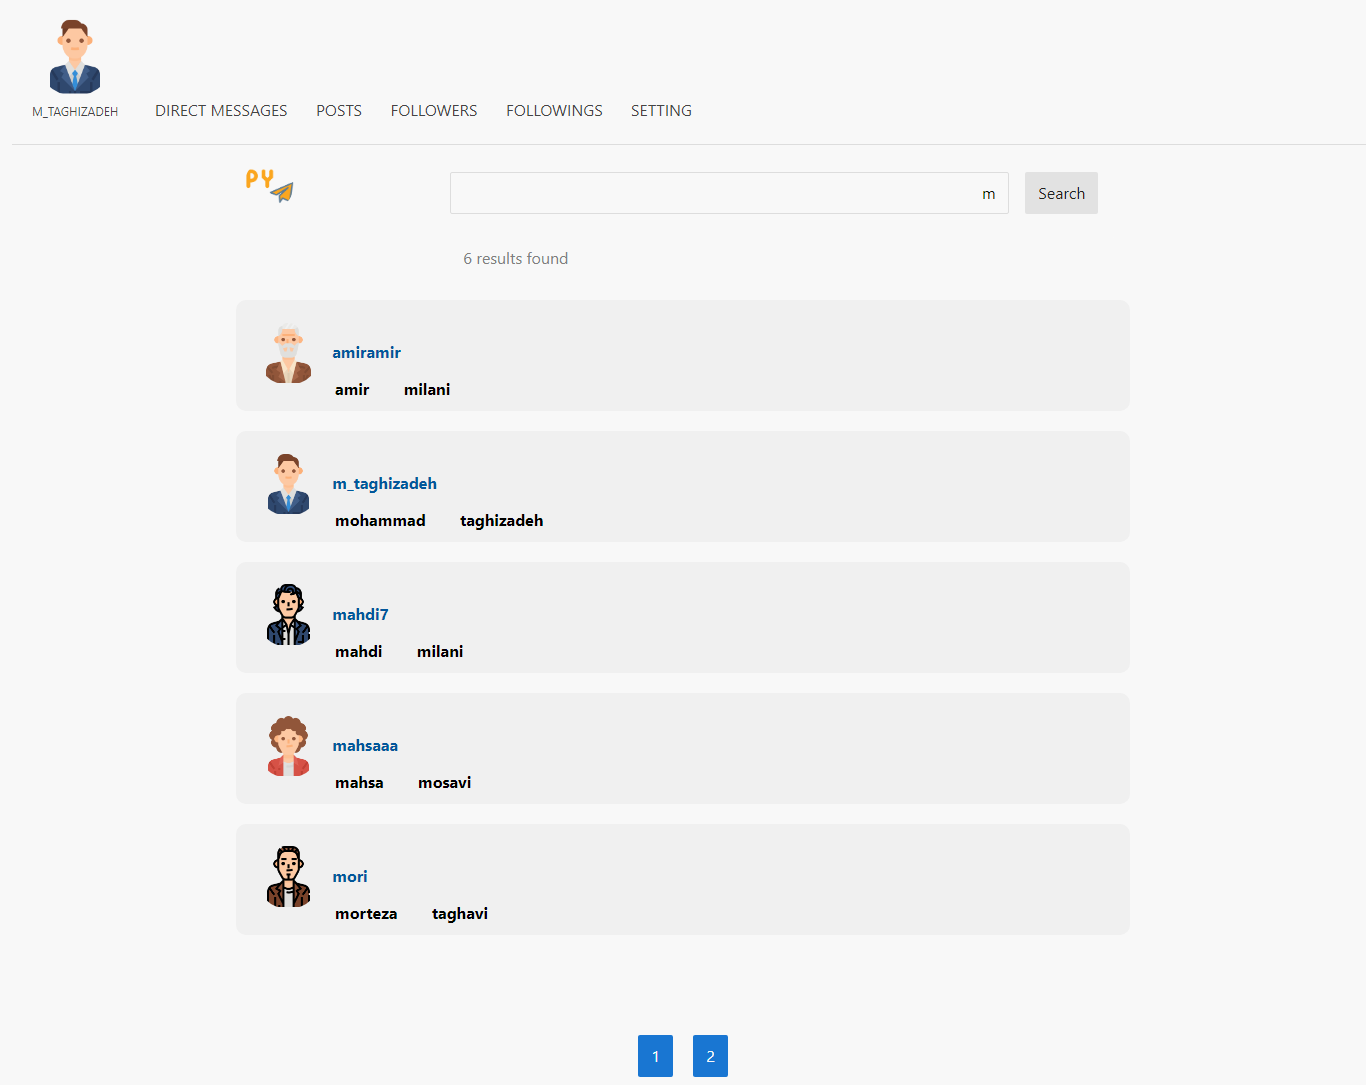 M_TAGHIZADEH DIRECT MESSAGES POSTS FOLLOWERS FOLLOWINGS SETTING
PY
m Search
6 results found
amiramir
amir milani
m_taghizadeh
mohammad taghizadeh
mahdi7
mahdi milani
mahsaaa
mahsa mosavi
mori
morteza taghavi
1 2